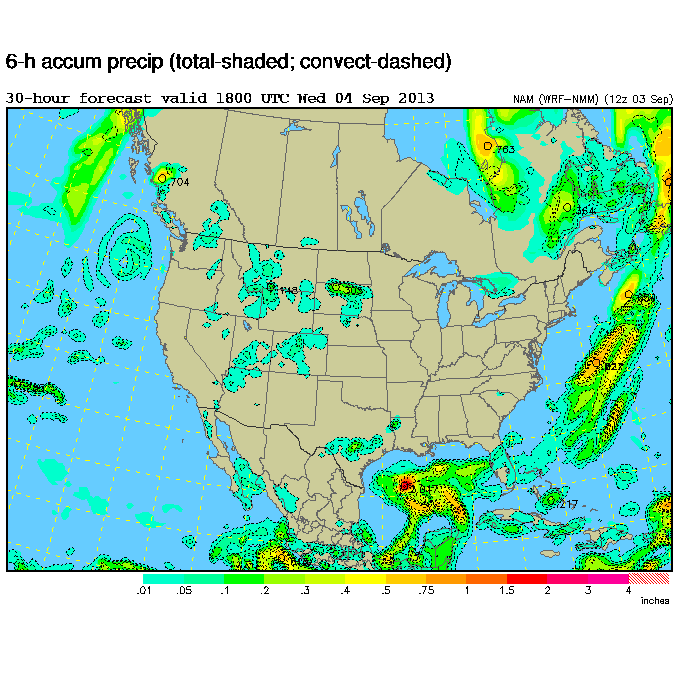 6-h accum precip (total-shaded; convect-dashed)
30-hour forecast valid 1800 UTC Wed 04 Sep 2013
NAM (WRF-NMM) (12z 03 Sep)
.763
.704
.01 .05 .1 .2 .3 .4 .5 .75 1 1.5 2 3 4
inches